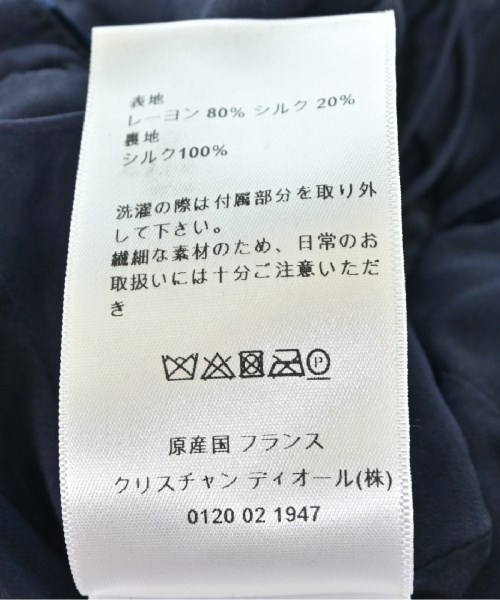 表地
レーヨン 80% シルク 20%
裏地
シルク100%
洗濯の際は付属部分を取り外
して下さい。
繊細な素材のため、日常のお
取扱いには十分ご注意いただ
き
P
原産国 フランス
クリスチャン ディオール(株)
0120 02 1947